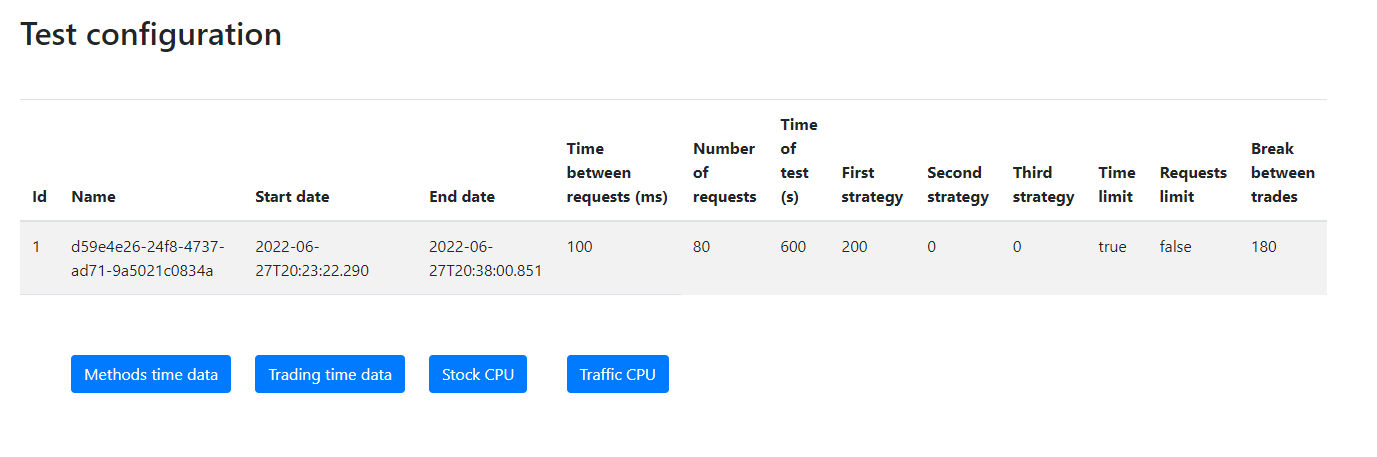 Test configuration
Time
Time of Break
between Number test First Second Third Time Requests between
Id Name Start date End date requests (ms) of requests (s) strategy strategy strategy limit limit trades
1 d59e4e26-24f8-4737- 2022-06- 2022-06- 100 80 600 200 0 0 true false 180
ad71-9a5021c0834a 27T20:23:22.290 27T20:38:00.851
Methods time data Trading time data Stock CPU Traffic CPU